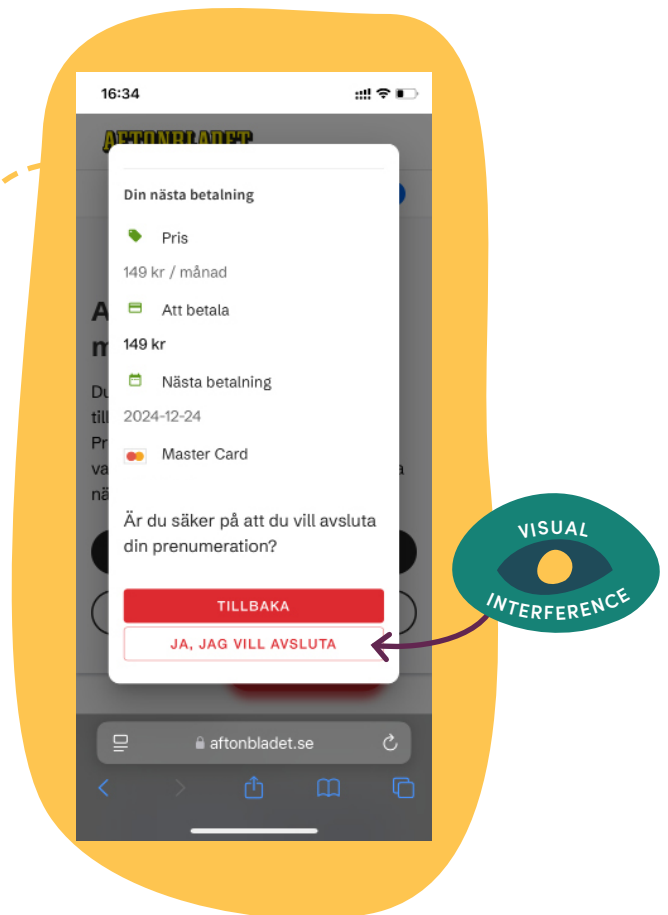 16:34
AFTONBLADET
Din nästa betalning
Pris
149 kr / månad
Att betala
149 kr
Nästa betalning
2024-12-24
Master Card
Är du säker på att du vill avsluta
din prenumeration?
TILLBAKA
JA, JAG VILL AVSLUTA
aftonbladet.se
VISUAL
INTERFERENCE